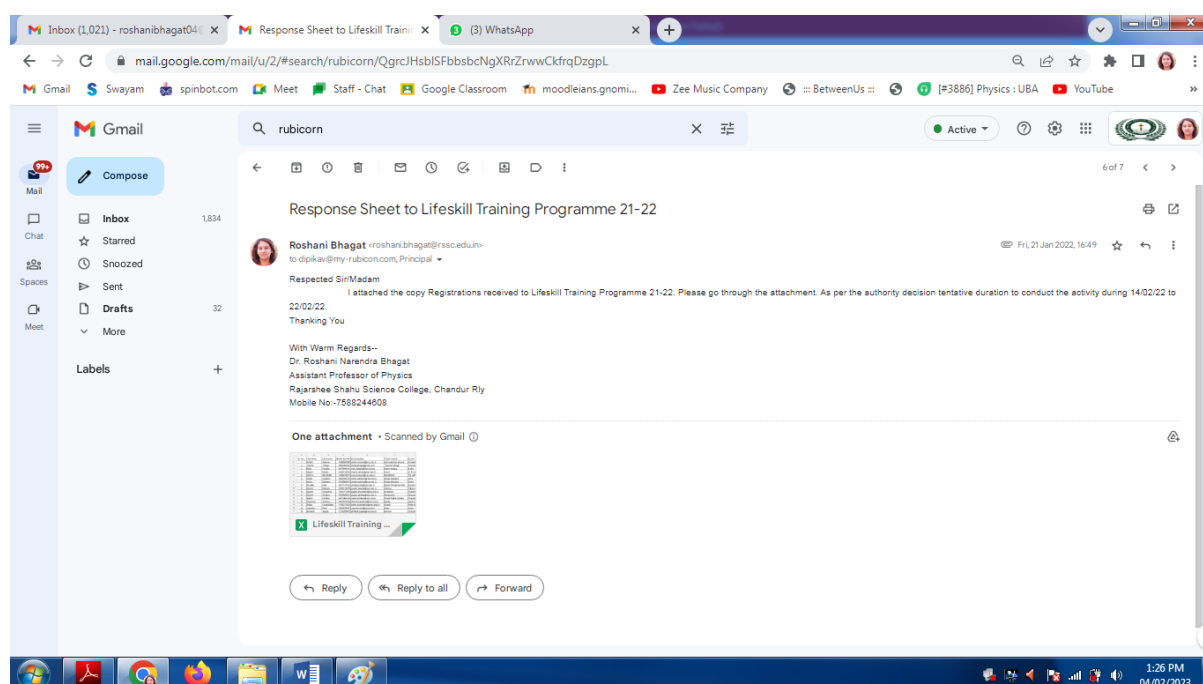 Inbox (1,021) - roshanibhagat04
Response Sheet to Lifeskill Traini
(3) WhatsApp
mail.google.com/mail/u/2/#search/rubicorn/QgrcJHsbISFbbsbcNgXRrZrwwCkfrqDzgpL
Gmail Swayam spinbot.com Meet Staff - Chat Google Classroom moodleians.gnomi... Zee Music Company ::: BetweenUs ::: [#3886] Physics : UBA YouTube »
Gmail
rubicorn
Active
99+
Mail
Compose
6 of 7
Chat
Spaces
Meet
Inbox 1,834
Starred
Snoozed
Sent
Drafts 32
More
Labels +
Response Sheet to Lifeskill Training Programme 21-22
Roshani Bhagat <roshani.bhagat@rssc.edu.in>
Fri, 21 Jan 2022, 16:49
to dipikav@my-rubicon.com, Principal
Respected Sir/Madam
I attached the copy Registrations received to Lifeskill Training Programme 21-22. Please go through the attachment. As per the authority decision tentative duration to conduct the activity during 14/02/22 to
22/02/22.
Thanking You
With Warm Regards--
Dr. Roshani Narendra Bhagat
Assistant Professor of Physics
Rajarshee Shahu Science College, Chandur Rly
Mobile No:-7588244608
One attachment • Scanned by Gmail
X Lifeskill Training ...
Reply
Reply to all
Forward
W
1:26 PM
04/02/2023